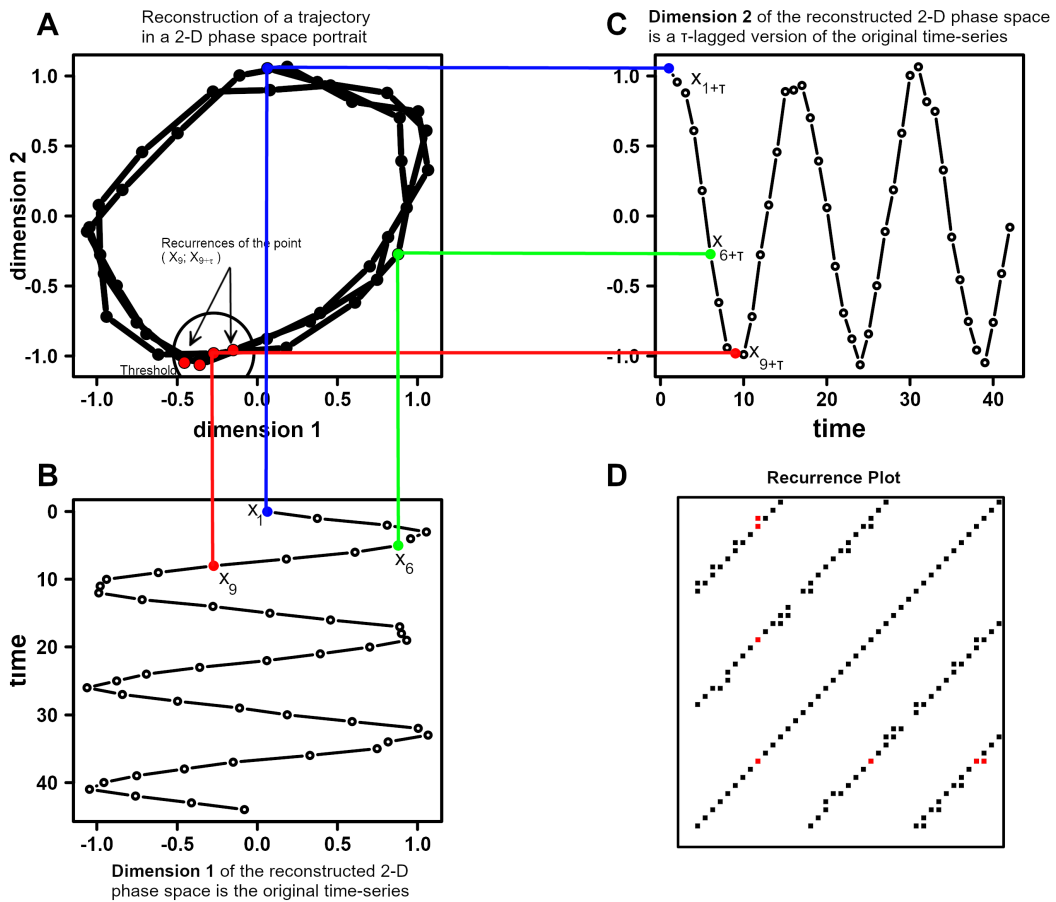 A
Reconstruction of a trajectory
in a 2-D phase space portrait
1.0
0.5
0.0
-0.5
-1.0
dimension 2
Recurrences of the point
( X9; X9+τ )
Threshold
-1.0 -0.5 0.0 0.5 1.0
dimension 1
C
Dimension 2 of the reconstructed 2-D phase space
is a τ-lagged version of the original time-series
1.0
0.5
0.0
-0.5
-1.0
X1+τ
X6+τ
X9+τ
0 10 20 30 40
time
B
0
10
20
30
40
time
X1
X6
X9
-1.0 -0.5 0.0 0.5 1.0
Dimension 1 of the reconstructed 2-D
phase space is the original time-series
D
Recurrence Plot